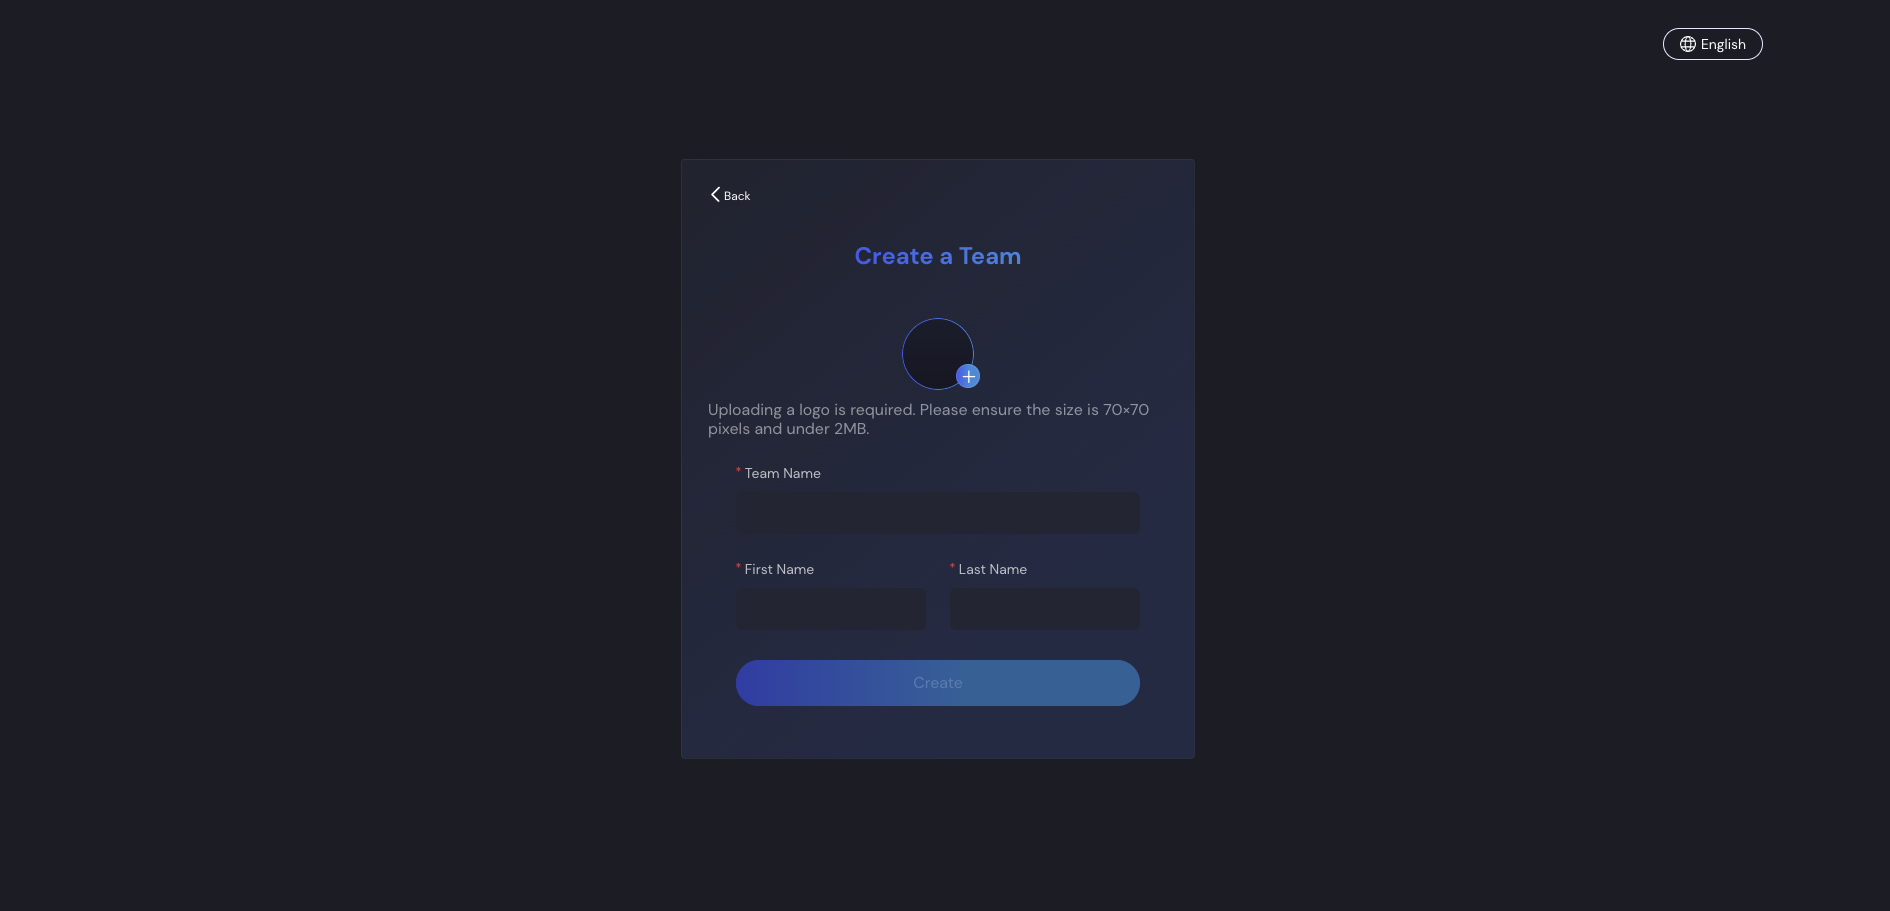 English
Back
Create a Team
Uploading a logo is required. Please ensure the size is 70×70
pixels and under 2MB.
* Team Name
* First Name
* Last Name
Create